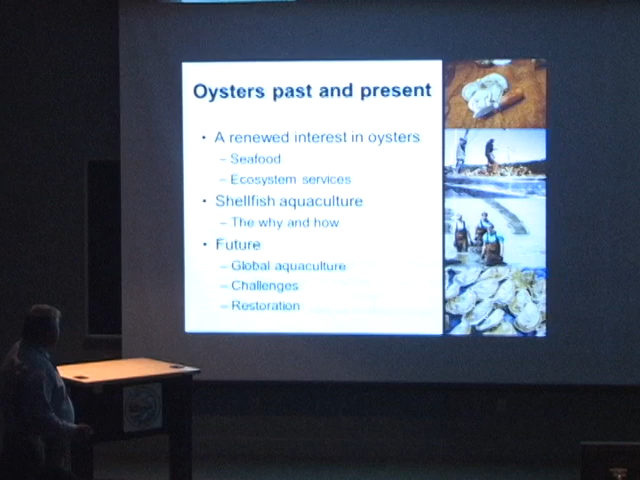 Oysters past and present
• A renewed interest in oysters
– Seafood
– Ecosystem services
• Shellfish aquaculture
– The why and how
• Future
– Global aquaculture
– Challenges
– Restoration